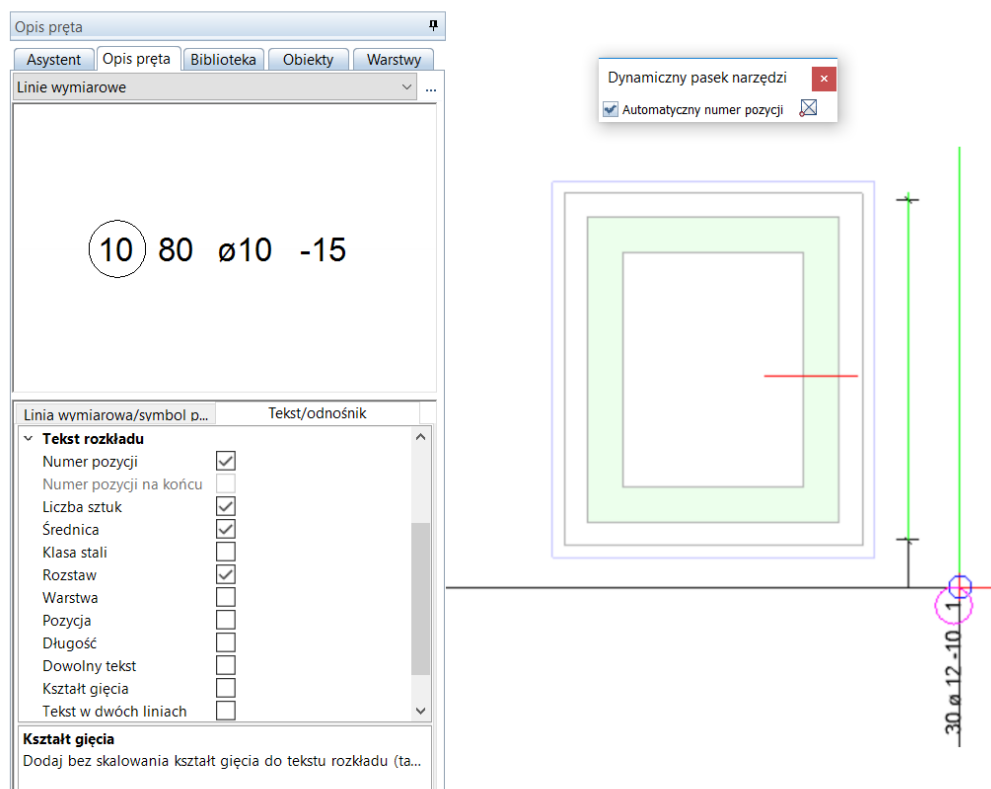 Opis pręta
Asystent Opis pręta Biblioteka Obiekty Warstwy
Linie wymiarowe ...
10 80 ø10 -15
Linia wymiarowa/symbol p... Tekst/odnośnik
Tekst rozkładu
Numer pozycji
Numer pozycji na końcu
Liczba sztuk
Średnica
Klasa stali
Rozstaw
Warstwa
Pozycja
Długość
Dowolny tekst
Kształt gięcia
Tekst w dwóch liniach
Kształt gięcia
Dodaj bez skalowania kształt gięcia do tekstu rozkładu (ta...
Dynamiczny pasek narzędzi
Automatyczny numer pozycji
30 ø 12 -10 1